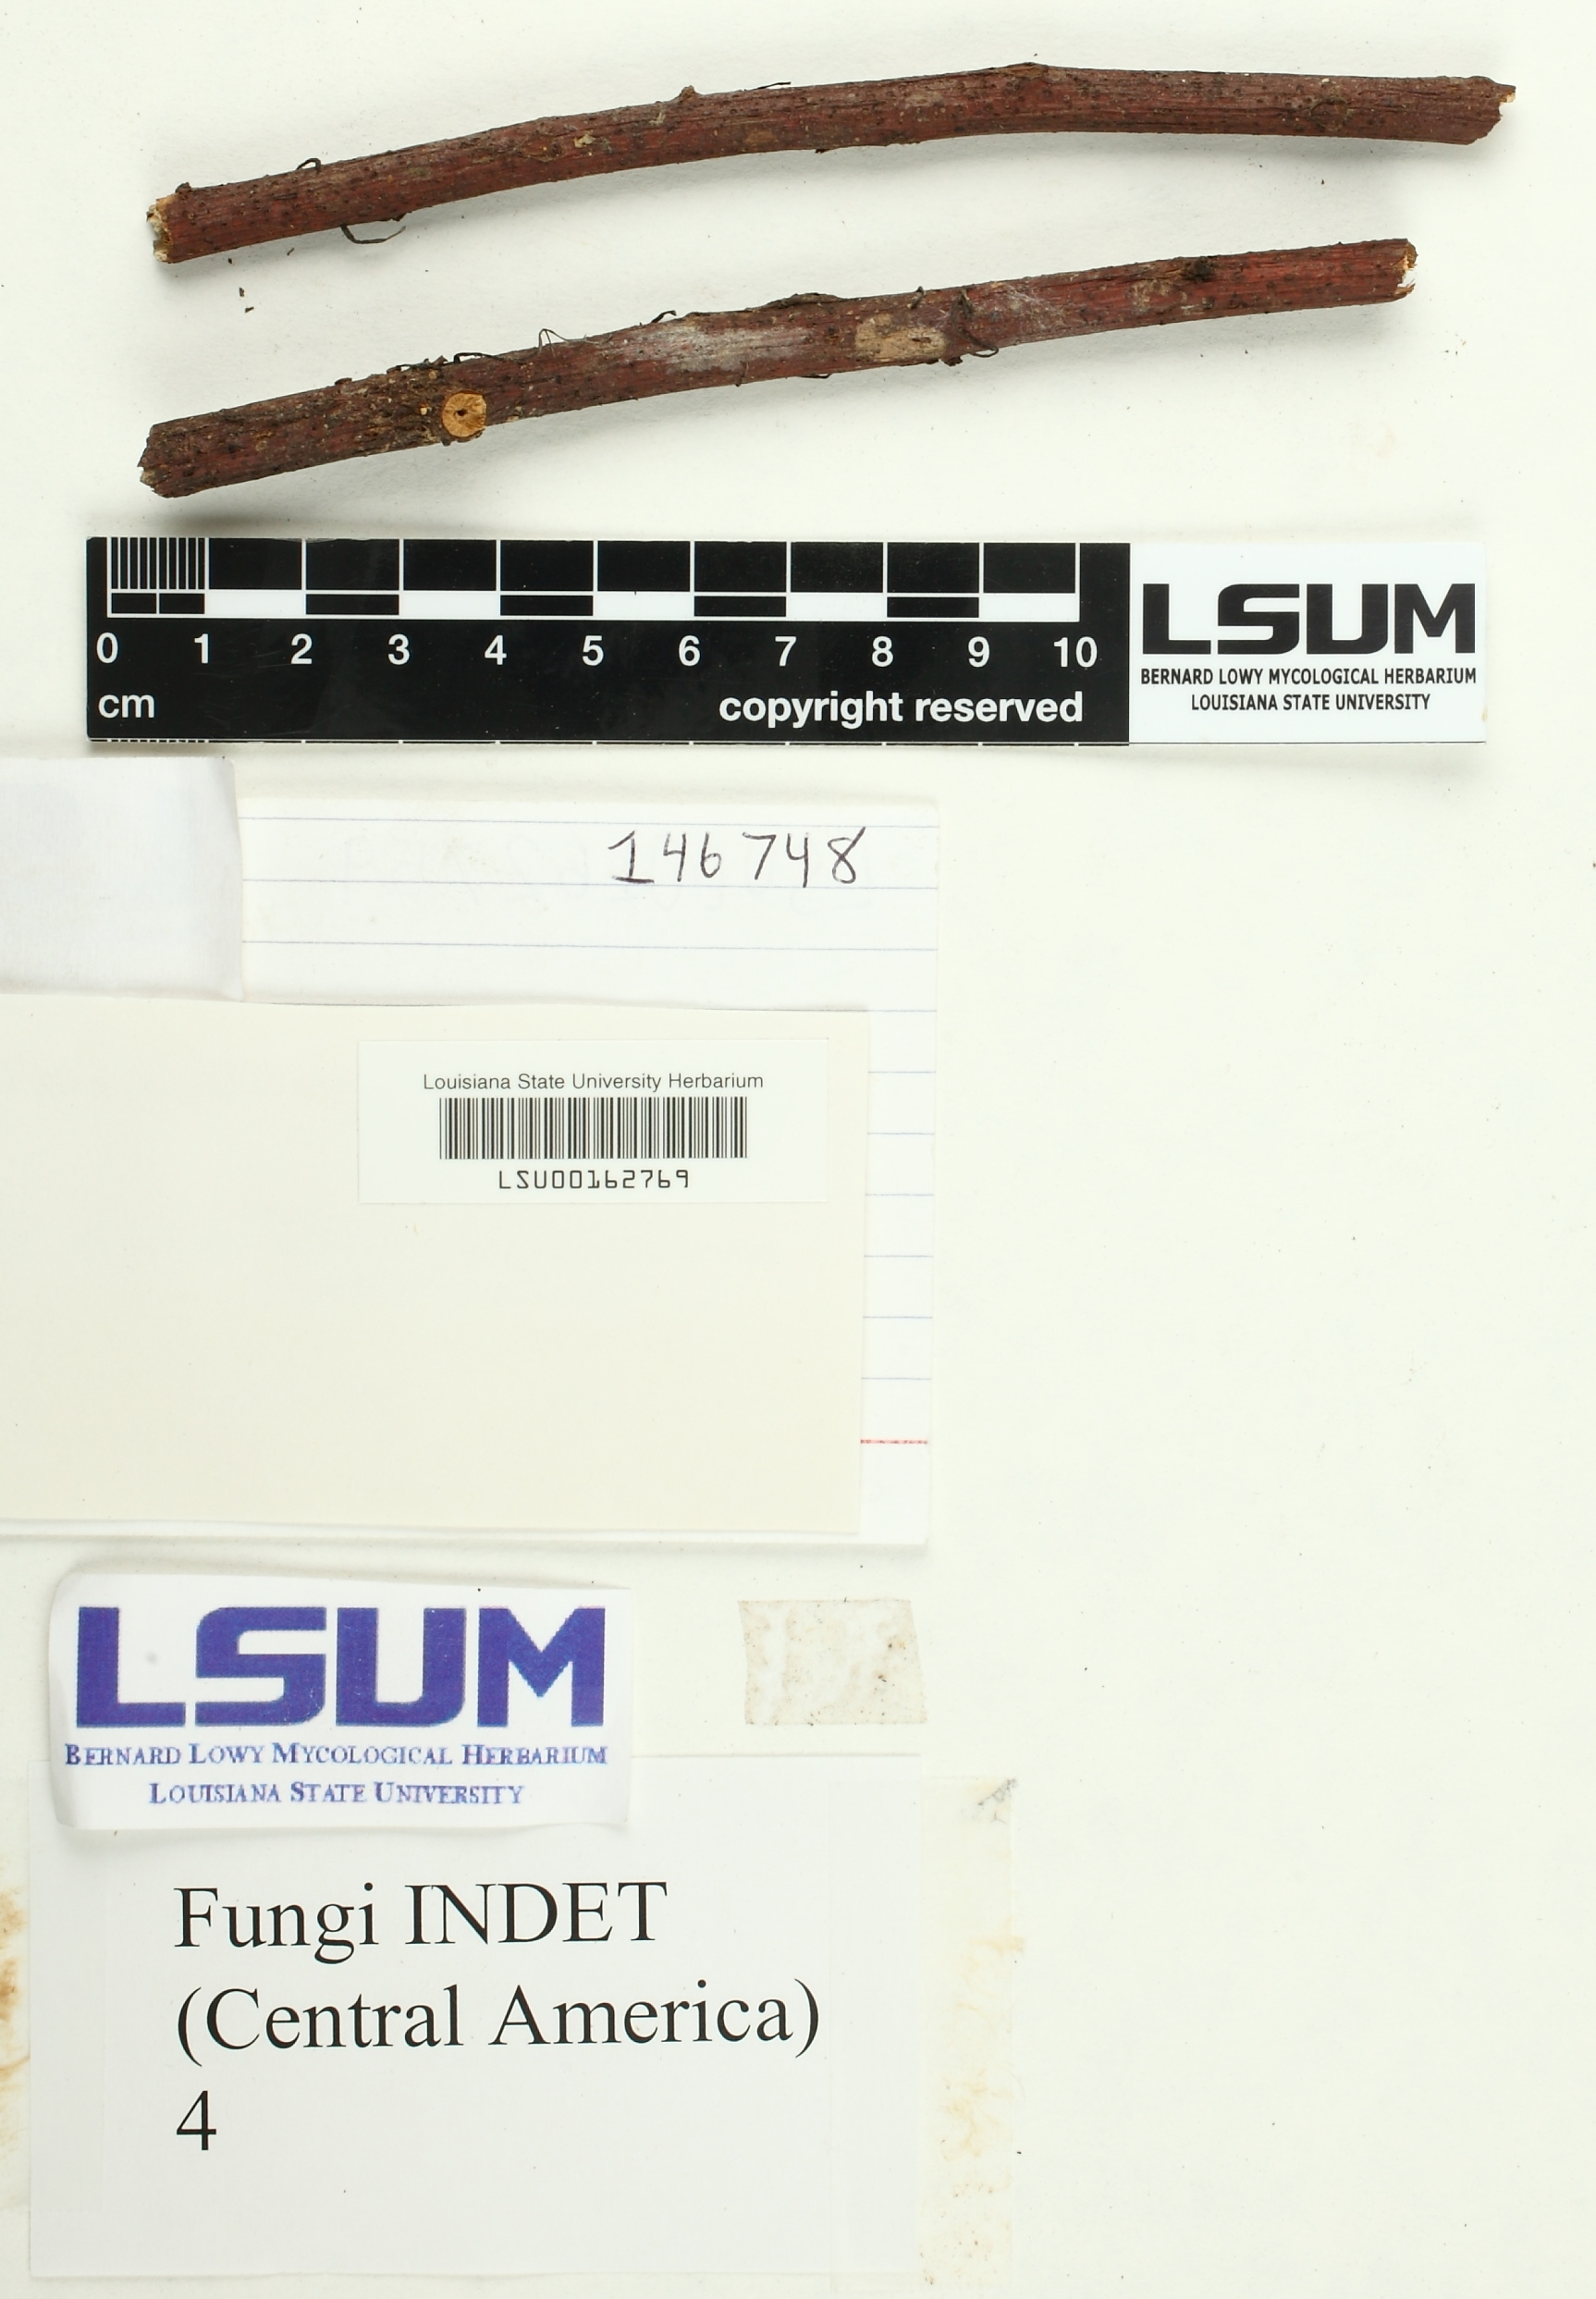 0 1 2 3 4 5 6 7 8 9 10
cm copyright reserved
LSUM
BERNARD LOWY MYCOLOGICAL HERBARIUM
LOUISIANA STATE UNIVERSITY
146748
Louisiana State University Herbarium
LSU00162769
LSUM
BERNARD LOWY MYCOLOGICAL HERBARIUM
LOUISIANA STATE UNIVERSITY
Fungi INDET
(Central America)
4